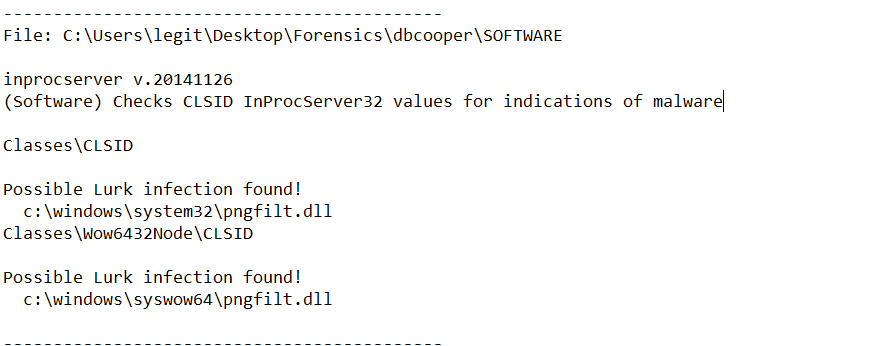 -------------------------------------------
File: C:\Users\legit\Desktop\Forensics\dbcooper\SOFTWARE
inprocserver v.20141126
(Software) Checks CLSID InProcServer32 values for indications of malware
Classes\CLSID
Possible Lurk infection found!
  c:\windows\system32\pngfilt.dll
Classes\Wow6432Node\CLSID
Possible Lurk infection found!
  c:\windows\syswow64\pngfilt.dll
-------------------------------------------